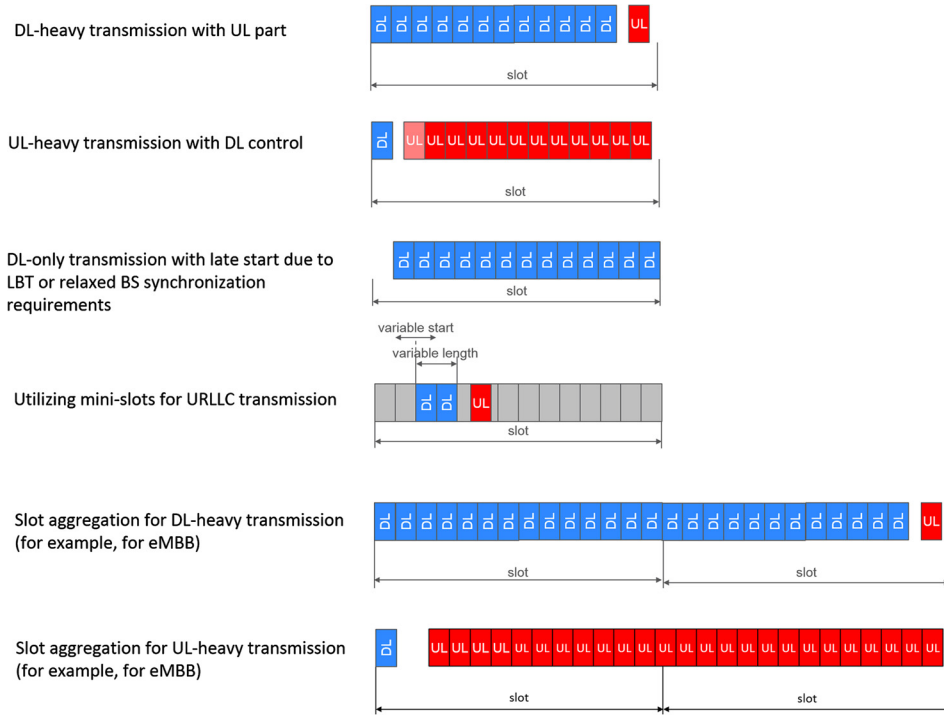 DL-heavy transmission with UL part
DL DL DL DL DL DL DL DL DL DL DL DL UL
slot
UL-heavy transmission with DL control
DL UL UL UL UL UL UL UL UL UL UL UL UL
slot
DL-only transmission with late start due to
LBT or relaxed BS synchronization
requirements
DL DL DL DL DL DL DL DL DL DL DL DL DL
slot
variable start
variable length
Utilizing mini-slots for URLLC transmission
DL DL UL
slot
Slot aggregation for DL-heavy transmission
(for example, for eMBB)
DL DL DL DL DL DL DL DL DL DL DL DL DL DL DL DL DL DL DL DL DL DL DL DL DL DL UL
slot slot
Slot aggregation for UL-heavy transmission
(for example, for eMBB)
DL UL UL UL UL UL UL UL UL UL UL UL UL UL UL UL UL UL UL UL UL UL UL UL UL UL
slot slot